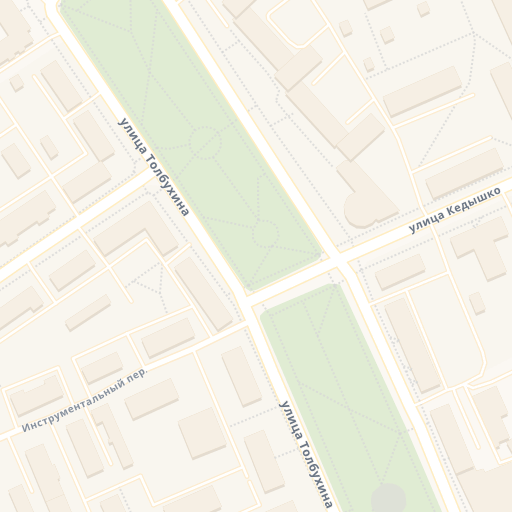 улица Толбухина
улица Кедышко
Инструментальный пер.
улица Толбухина